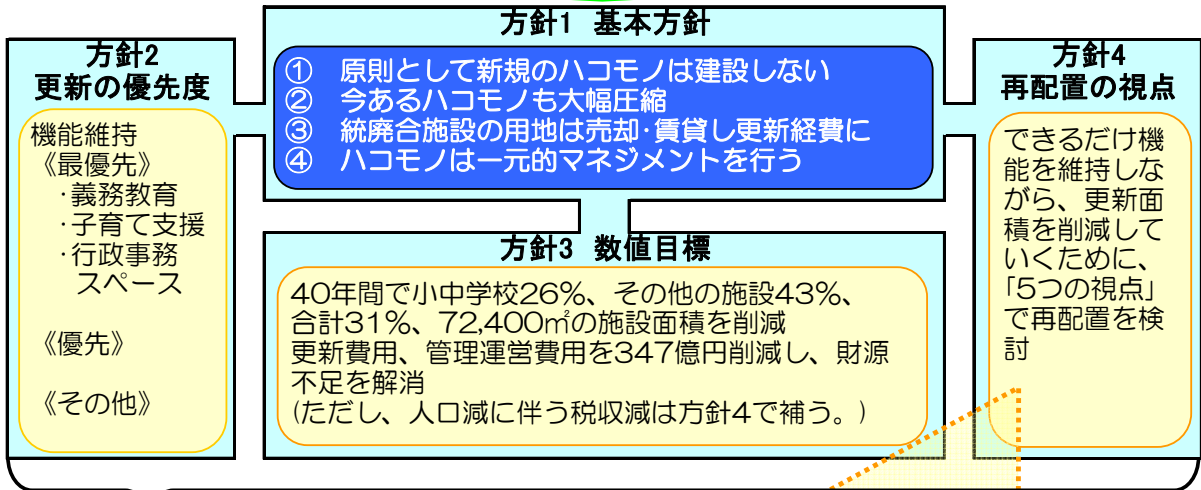 方針1 基本方針
① 原則として新規のハコモノは建設しない
② 今あるハコモノも大幅圧縮
③ 統廃合施設の用地は売却・賃貸し更新経費に
④ ハコモノは一元的マネジメントを行う
方針2
更新の優先度
機能維持
《最優先》
・義務教育
・子育て支援
・行政事務
スペース
《優先》
《その他》
方針3 数値目標
40年間で小中学校26%、その他の施設43%、
合計31%、72,400㎡の施設面積を削減
更新費用、管理運営費用を347億円削減し、財源
不足を解消
(ただし、人口減に伴う税収減は方針4で補う。)
方針4
再配置の視点
できるだけ機
能を維持しな
がら、更新面
積を削減して
いくために、
「5つの視点」
で再配置を検
討